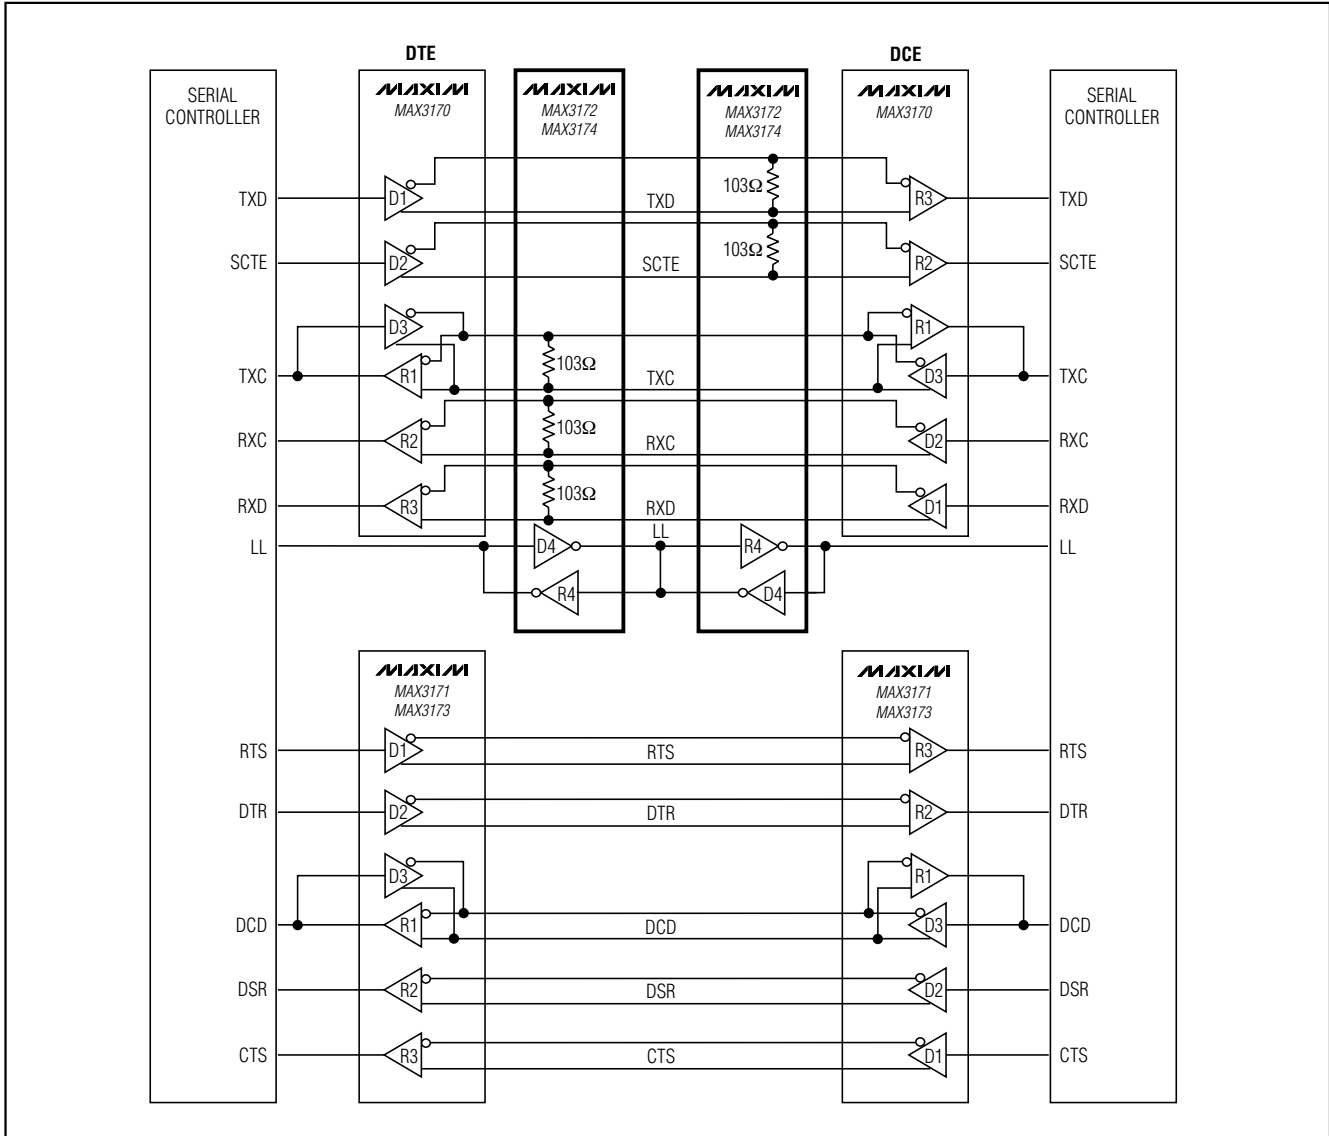 DTE
DCE
SERIAL
CONTROLLER
MAXIM
MAX3170
MAXIM
MAX3172
MAX3174
MAXIM
MAX3172
MAX3174
MAXIM
MAX3170
SERIAL
CONTROLLER
TXD
D1
TXD
103Ω
R3
TXD
SCTE
D2
SCTE
103Ω
R2
SCTE
D3
R1
TXC
R1
103Ω
TXC
D3
TXC
RXC
R2
103Ω
RXC
D2
RXC
RXD
R3
103Ω
RXD
D1
RXD
LL
D4
LL
R4
LL
R4
D4
MAXIM
MAX3171
MAX3173
MAXIM
MAX3171
MAX3173
RTS
D1
RTS
R3
RTS
DTR
D2
DTR
R2
DTR
D3
R1
DCD
R1
DCD
D3
DCD
DSR
R2
DSR
D2
DSR
CTS
R3
CTS
D1
CTS